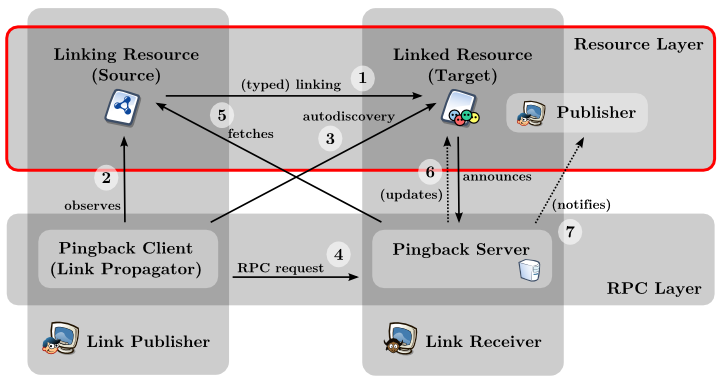 Linking Resource
(Source)
Linked Resource
(Target)
Resource Layer
(typed) linking
1
5
fetches
autodiscovery
3
Publisher
2
observes
6
(updates)
announces
(notifies)
7
Pingback Client
(Link Propagator)
RPC request
4
Pingback Server
RPC Layer
Link Publisher
Link Receiver